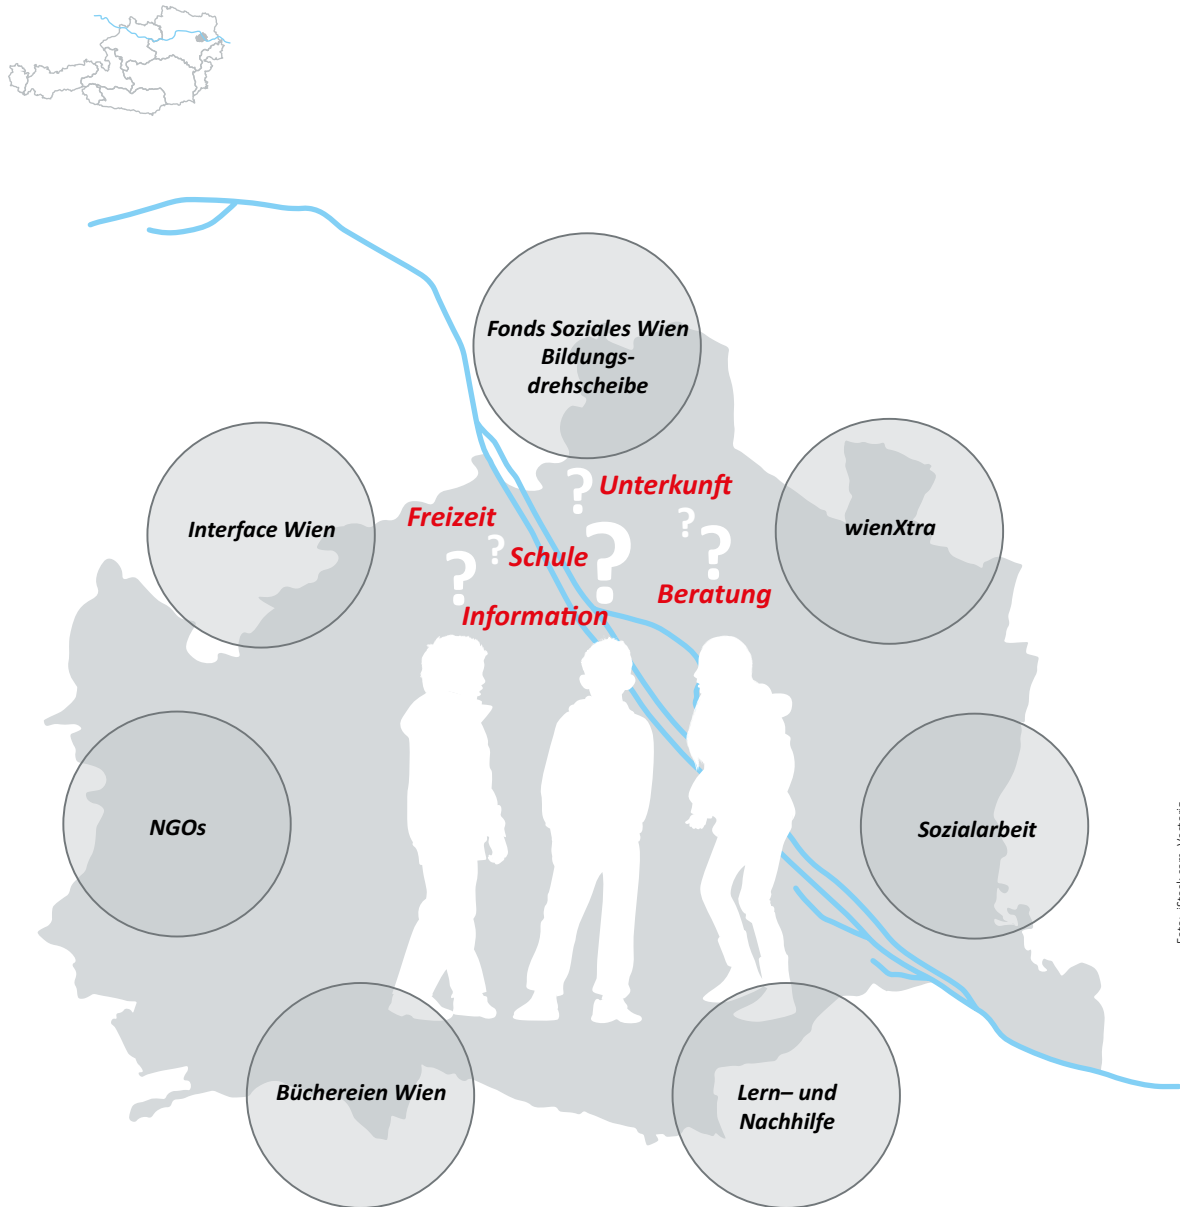 Fonds Soziales Wien
Bildungs-
drehscheibe
Unterkunft
Freizeit
Interface Wien
wienXtra
Schule
Beratung
Information
NGOs
Sozialarbeit
Büchereien Wien
Lern– und
Nachhilfe